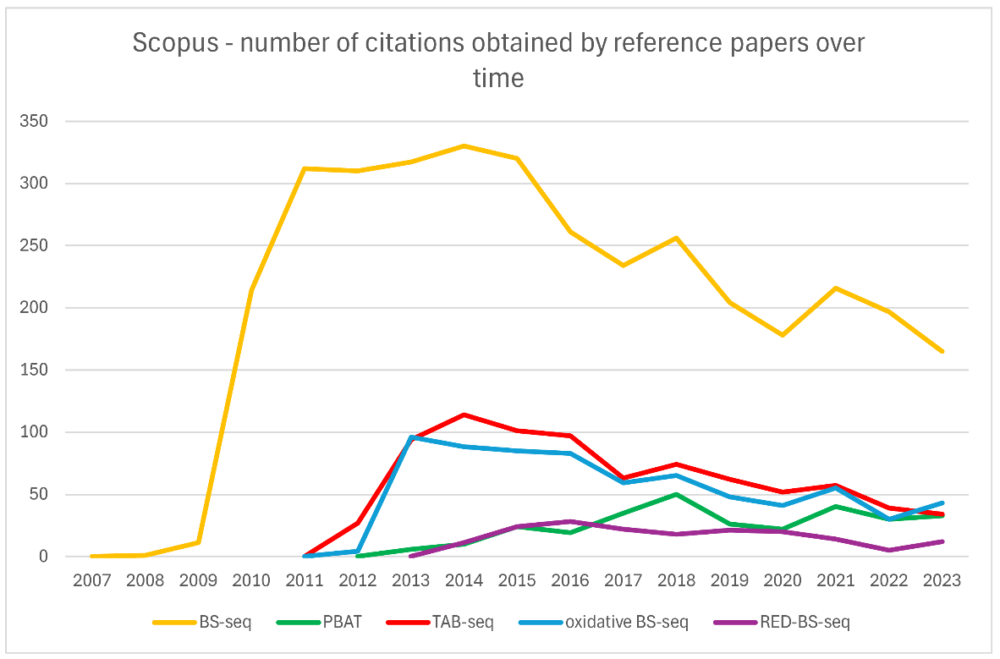 Scopus - number of citations obtained by reference papers over
time
350
300
250
200
150
100
50
0
2007 2008 2009 2010 2011 2012 2013 2014 2015 2016 2017 2018 2019 2020 2021 2022 2023
BS-seq PBAT TAB-seq oxidative BS-seq RED-BS-seq